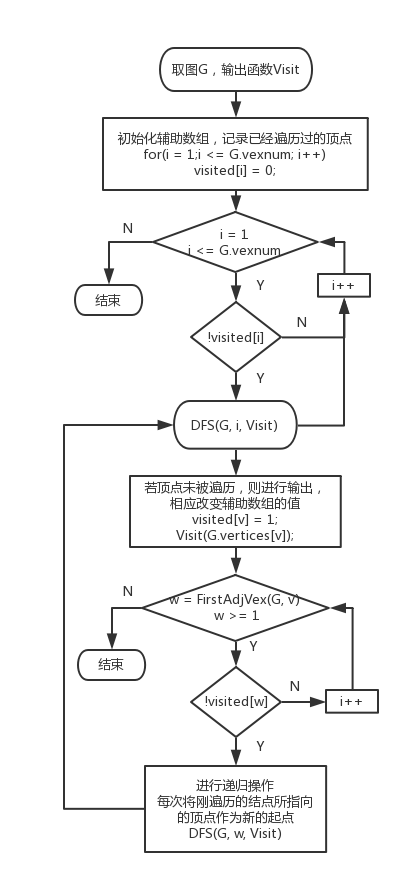 取图G，输出函数Visit
初始化辅助数组，记录已经遍历过的顶点
for(i = 1;i <= G.vexnum; i++)
visited[i] = 0;
N
i = 1
i <= G.vexnum
结束
Y
i++
!visited[i]
N
Y
DFS(G, i, Visit)
若顶点未被遍历，则进行输出，
相应改变辅助数组的值
visited[v] = 1;
Visit(G.vertices[v]);
N
w = FirstAdjVex(G, v)
w >= 1
结束
Y
!visited[w]
N
i++
Y
进行递归操作
每次将刚遍历的结点所指向
的顶点作为新的起点
DFS(G, w, Visit)